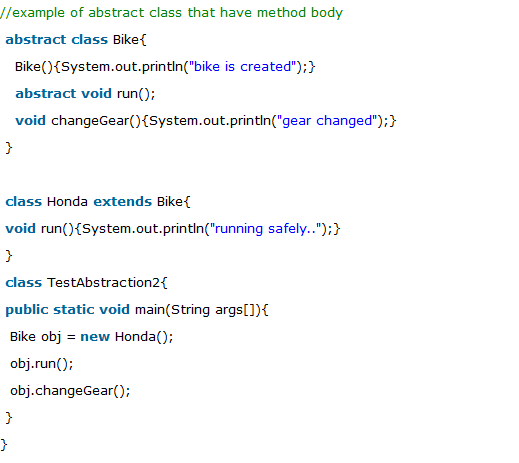 //example of abstract class that have method body
abstract class Bike{
Bike(){System.out.println("bike is created");}
abstract void run();
void changeGear(){System.out.println("gear changed");}
}
class Honda extends Bike{
void run(){System.out.println("running safely..");}
}
class TestAbstraction2{
public static void main(String args[]){
Bike obj = new Honda();
obj.run();
obj.changeGear();
}
}